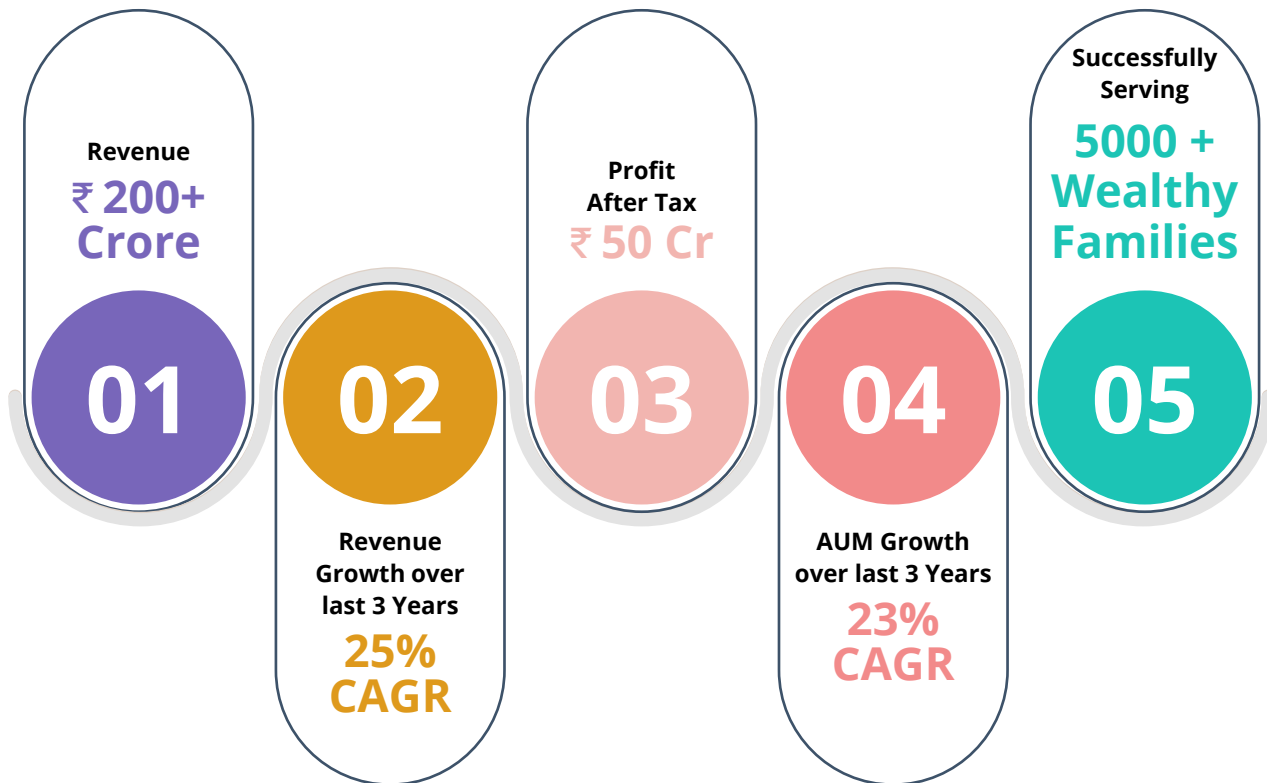 Revenue
₹ 200+
Crore
01
02
Revenue
Growth over
last 3 Years
25%
CAGR
Profit
After Tax
₹ 50 Cr
03
04
AUM Growth
over last 3 Years
23%
CAGR
Successfully
Serving
5000 +
Wealthy
Families
05